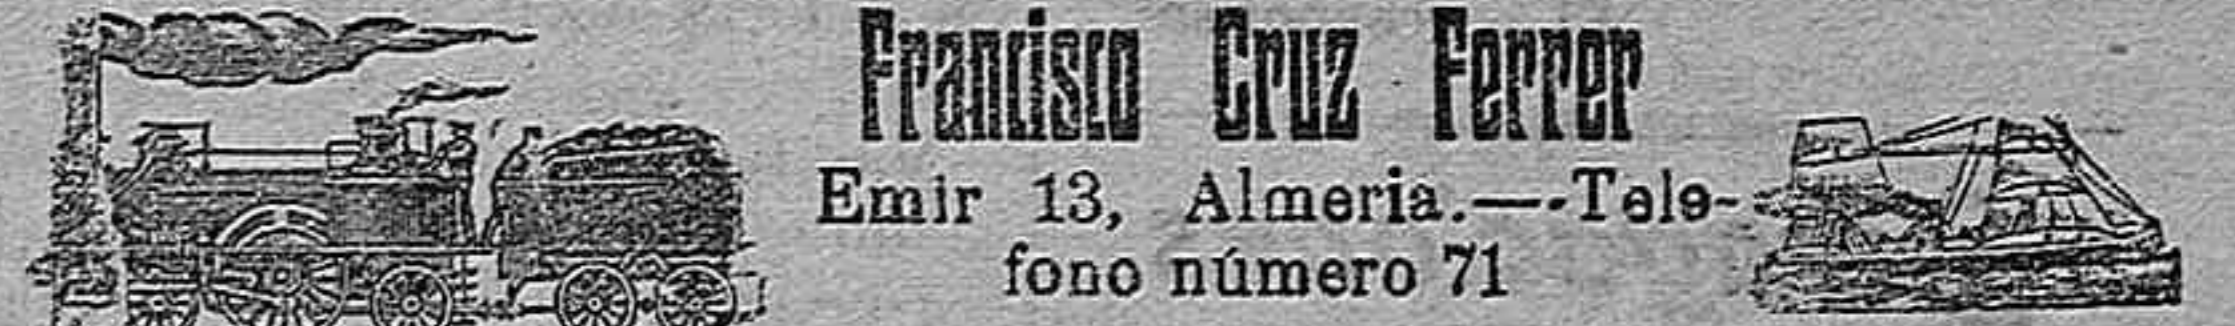 Francisco Cruz Ferrer
Emir 13, Almeria.—-Tele-
fono número 71